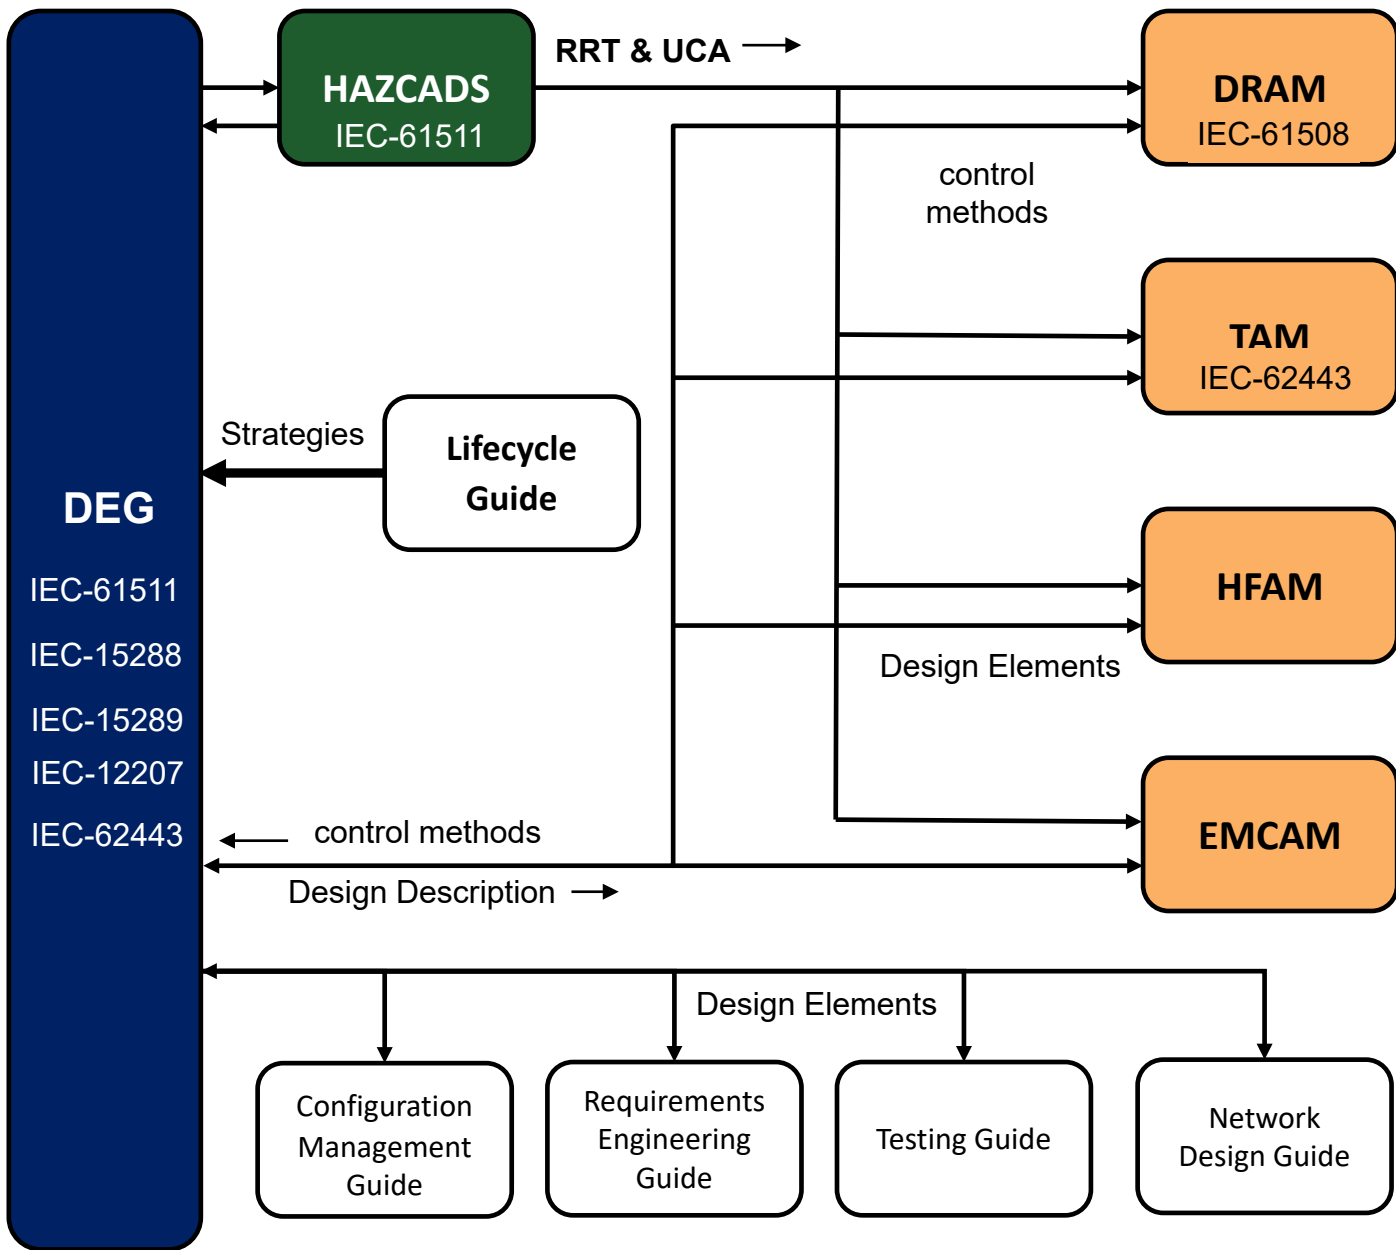 RRT & UCA
HAZCADS
IEC-61511
DRAM
IEC-61508
control
methods
TAM
IEC-62443
Strategies
Lifecycle
Guide
DEG
IEC-61511
IEC-15288
IEC-15289
IEC-12207
IEC-62443
HFAM
Design Elements
control methods
Design Description
EMCAM
Design Elements
Configuration
Management
Guide
Requirements
Engineering
Guide
Testing Guide
Network
Design Guide